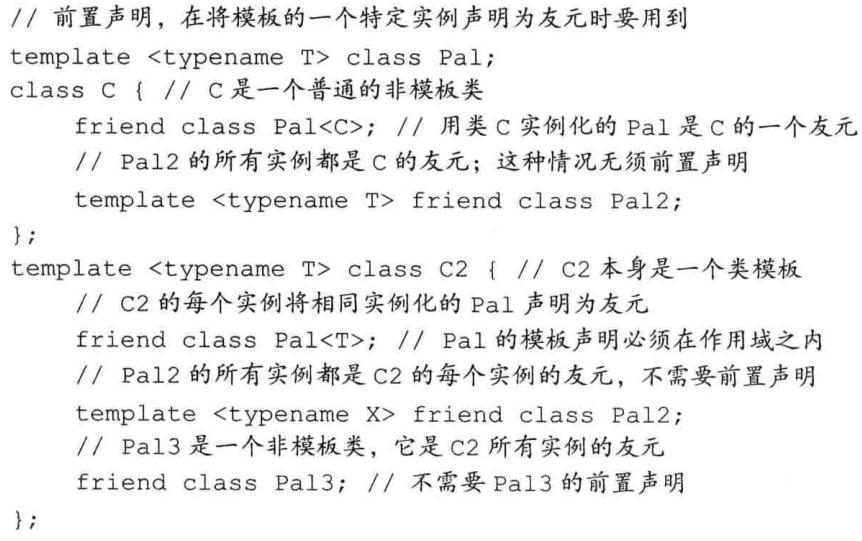 // 前置声明，在将模板的一个特定实例声明为友元时要用到
template <typename T> class Pal;
class C { // C是一个普通的非模板类
friend class Pal<C>; // 用类C实例化的Pal是C的一个友元
// Pal2的所有实例都是C的友元；这种情况无须前置声明
template <typename T> friend class Pal2;
};
template <typename T> class C2 { // C2本身是一个类模板
// C2的每个实例将相同实例化的Pal声明为友元
friend class Pal<T>; // Pal的模板声明必须在作用域之内
// Pal2的所有实例都是C2的每个实例的友元，不需要前置声明
template <typename X> friend class Pal2;
// Pal3是一个非模板类，它是C2所有实例的友元
friend class Pal3; // 不需要Pal3的前置声明
};